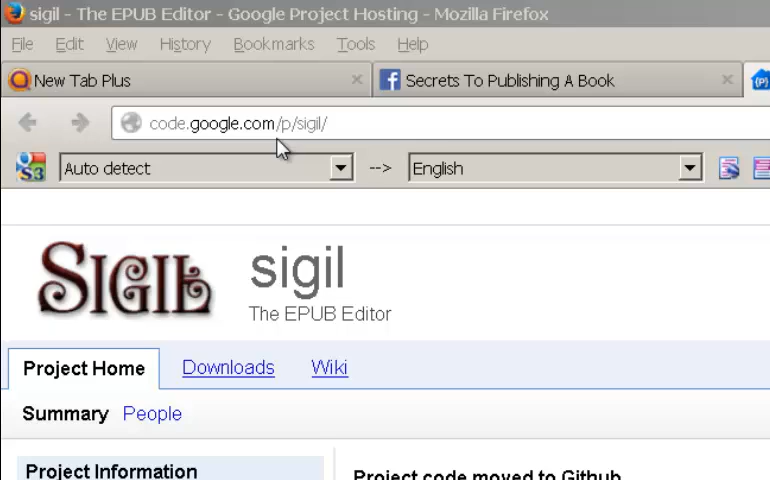 sigil - The EPUB Editor - Google Project Hosting - Mozilla Firefox
File Edit View History Bookmarks Tools Help
New Tab Plus × Secrets To Publishing A Book ×
code.google.com/p/sigil/
S3 Auto detect --> English
SIGIL sigil
The EPUB Editor
Project Home Downloads Wiki
Summary People
Project Information
Project code moved to Github